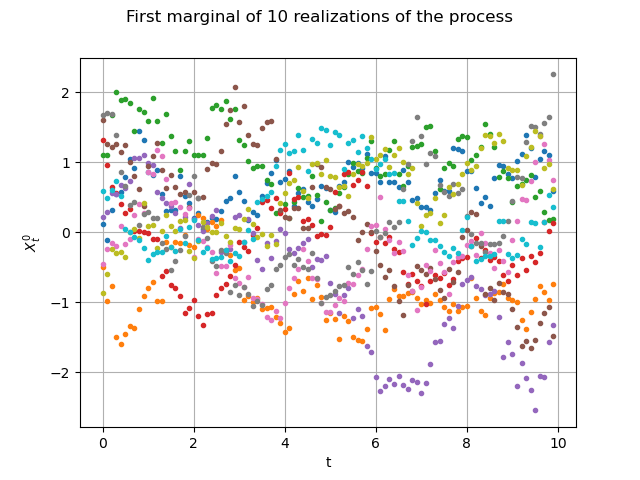 First marginal of 10 realizations of the process
2
1
0
−1
−2
X_t^0
0 2 4 6 8 10
t